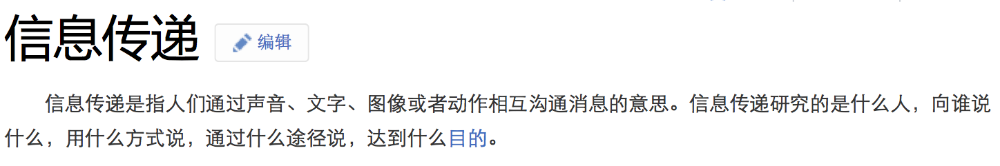 信息传递
编辑
信息传递是指人们通过声音、文字、图像或者动作相互沟通消息的意思。信息传递研究的是什么人，向谁说
什么，用什么方式说，通过什么途径说，达到什么目的。